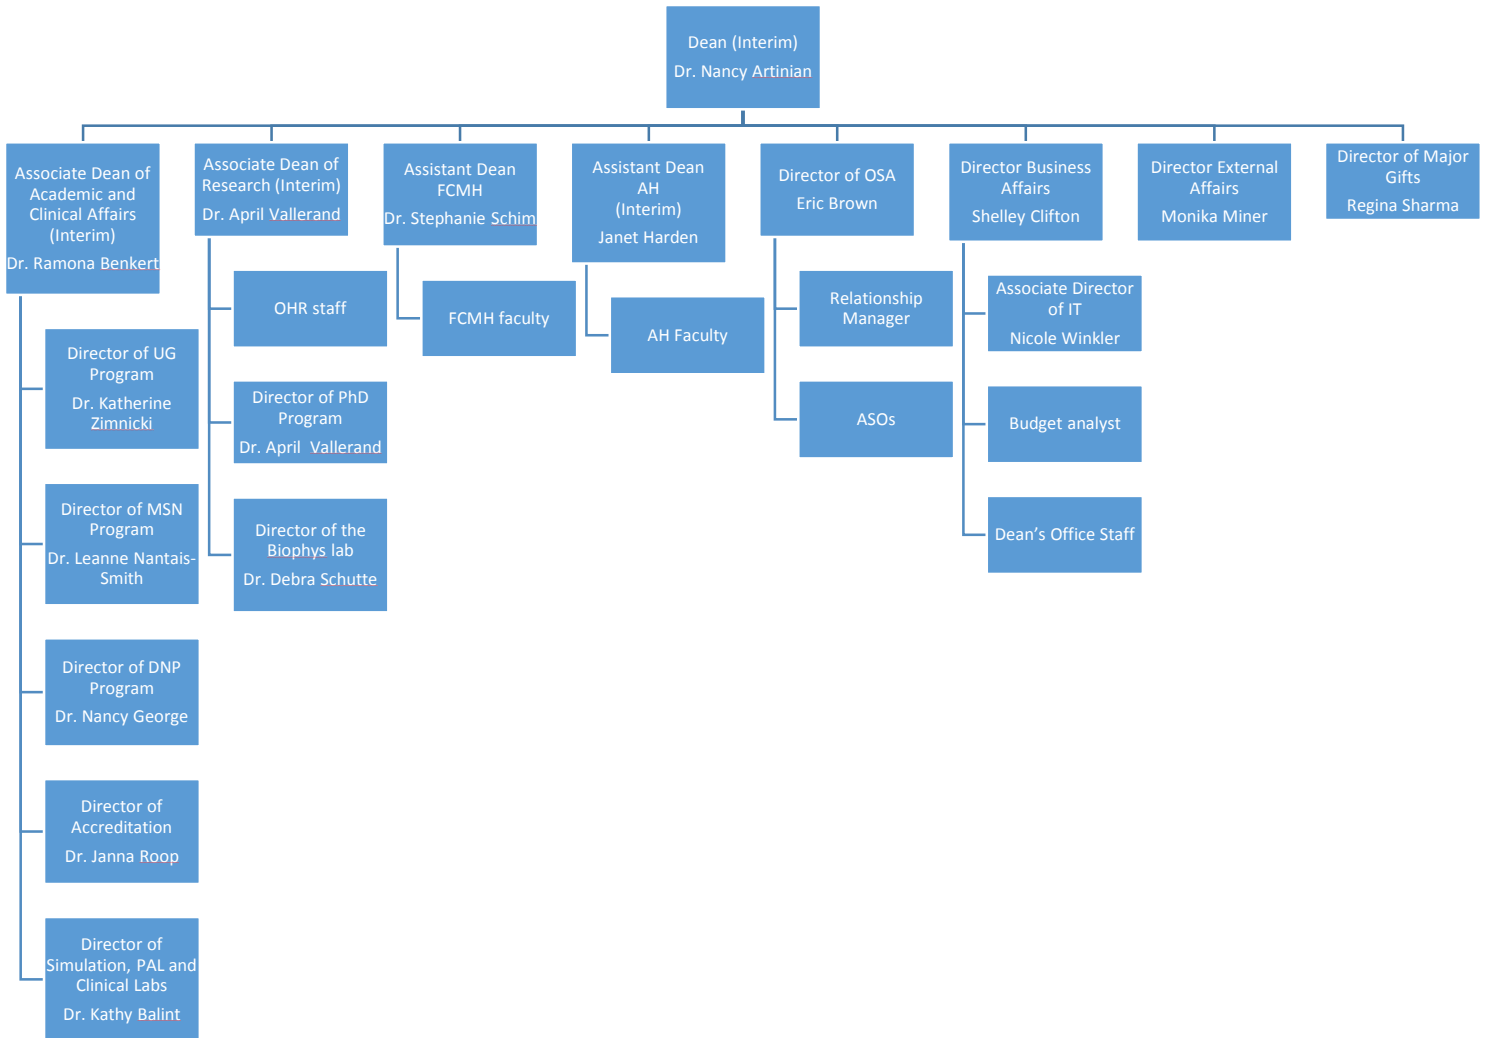 Dean (Interim)
Dr. Nancy Artinian
Associate Dean of
Academic and
Clinical Affairs
(Interim)
Dr. Ramona Benkert
Director of UG
Program
Dr. Katherine
Zimnicki
Director of MSN
Program
Dr. Leanne Nantais-
Smith
Director of DNP
Program
Dr. Nancy George
Director of
Accreditation
Dr. Janna Roop
Director of
Simulation, PAL and
Clinical Labs
Dr. Kathy Balint
Associate Dean of
Research (Interim)
Dr. April Vallerand
OHR staff
Director of PhD
Program
Dr. April  Vallerand
Director of the
Biophys lab
Dr. Debra Schutte
Assistant Dean
FCMH
Dr. Stephanie Schim
FCMH faculty
Assistant Dean
AH
(Interim)
Janet Harden
AH Faculty
Director of OSA
Eric Brown
Relationship
Manager
ASOs
Director Business
Affairs
Shelley Clifton
Associate Director
of IT
Nicole Winkler
Budget analyst
Dean’s Office Staff
Director External
Affairs
Monika Miner
Director of Major
Gifts
Regina Sharma